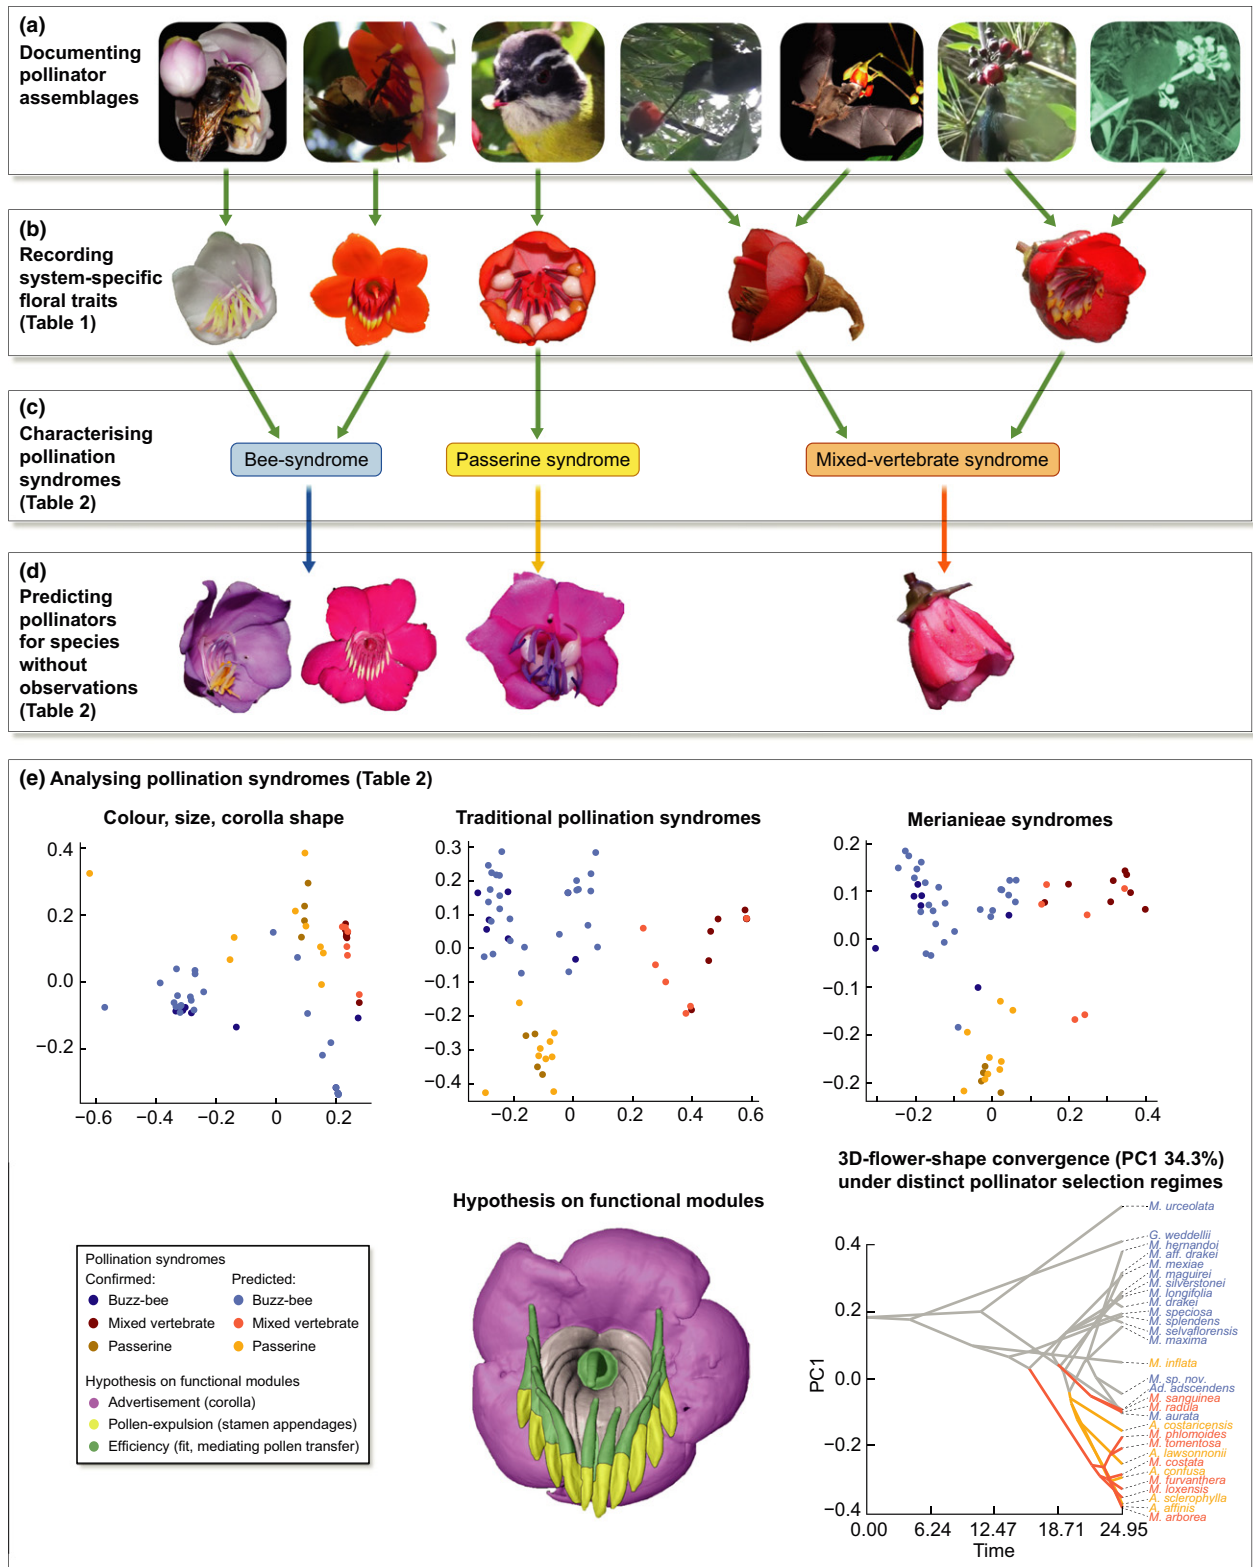 (a)
Documenting
pollinator
assemblages
(b)
Recording
system-specific
floral traits
(Table 1)
(c)
Characterising
pollination
syndromes
(Table 2)
Bee-syndrome
Passerine syndrome
Mixed-vertebrate syndrome
(d)
Predicting
pollinators
for species
without
observations
(Table 2)
(e) Analysing pollination syndromes (Table 2)
Colour, size, corolla shape
0.4
0.2
0.0
−0.2
−0.6
−0.4
−0.2
0
0.2
Traditional pollination syndromes
0.3
0.2
0.1
0.0
−0.1
−0.2
−0.3
−0.4
−0.2
0
0.2
0.4
0.6
Merianieae syndromes
0.2
0.1
0.0
−0.1
−0.2
−0.2
−0.2
0
0.2
0.4
Pollination syndromes
Confirmed:
Predicted:
Buzz-bee
Buzz-bee
Mixed vertebrate
Mixed vertebrate
Passerine
Passerine
Hypothesis on functional modules
Advertisement (corolla)
Pollen-expulsion (stamen appendages)
Efficiency (fit, mediating pollen transfer)
Hypothesis on functional modules
3D-flower-shape convergence (PC1 34.3%)
under distinct pollinator selection regimes
PC1
0.4
0.2
0.0
−0.2
−0.4
0.00
6.24
12.47
18.71
24.95
Time
M. urceolata
G. weddellii
M. hernandoi
M. aff. drakei
M. mexiae
M. maguirei
M. silverstonei
M. longifolia
M. drakei
M. speciosa
M. splendens
M. selvaflorensis
M. maxima
M. inflata
M. sp. nov.
Ad. adscendens
M. sanguinea
M. radula
M. aurata
A. costaricensis
M. phlomoides
M. tomentosa
A. lawsonnonii
M. costata
A. confusa
M. furvanthera
M. loxensis
A. sclerophylla
A. affinis
M. arborea